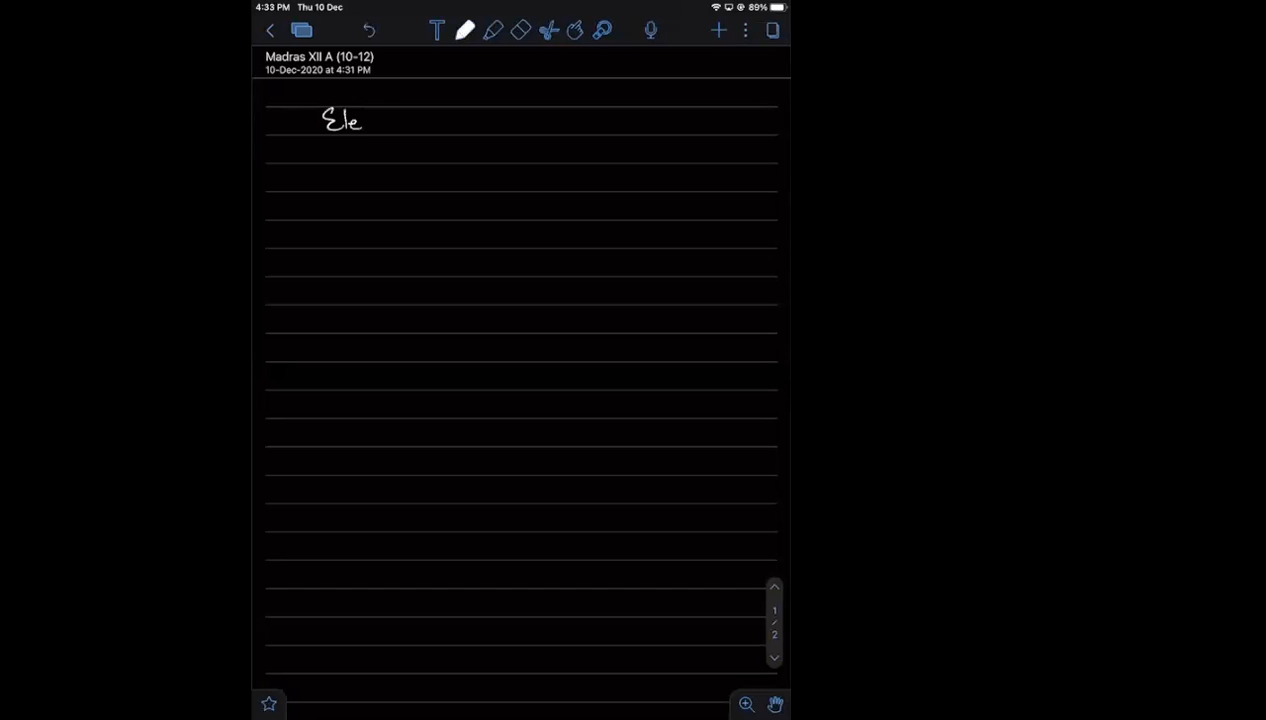 4:33 PM Thu 10 Dec 89%
Madras XII A (10-12)
10-Dec-2020 at 4:31 PM
Ele
1
/
2